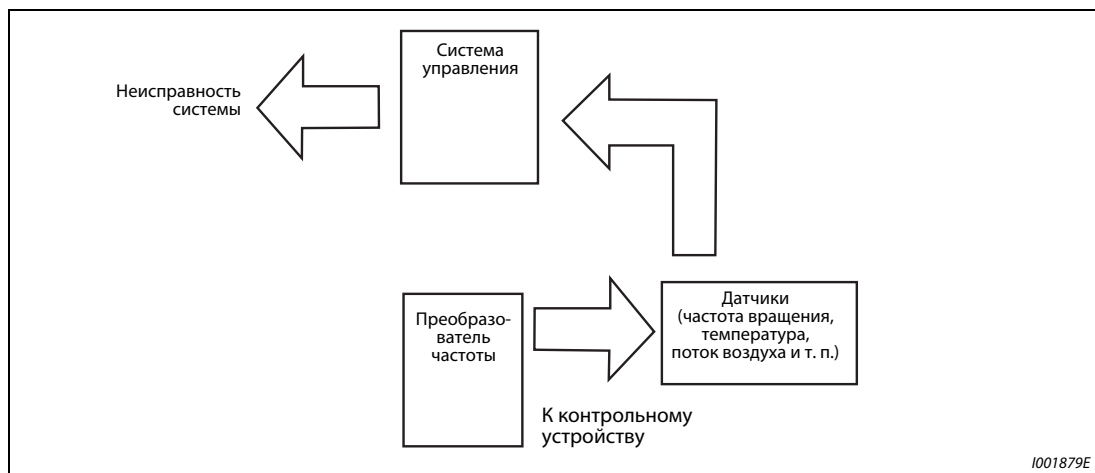 Система
управления
Неисправность
системы
Преобразо-
ватель
частоты
Датчики
(частота вращения,
температура,
поток воздуха и т. п.)
К контрольному
устройству
I001879E